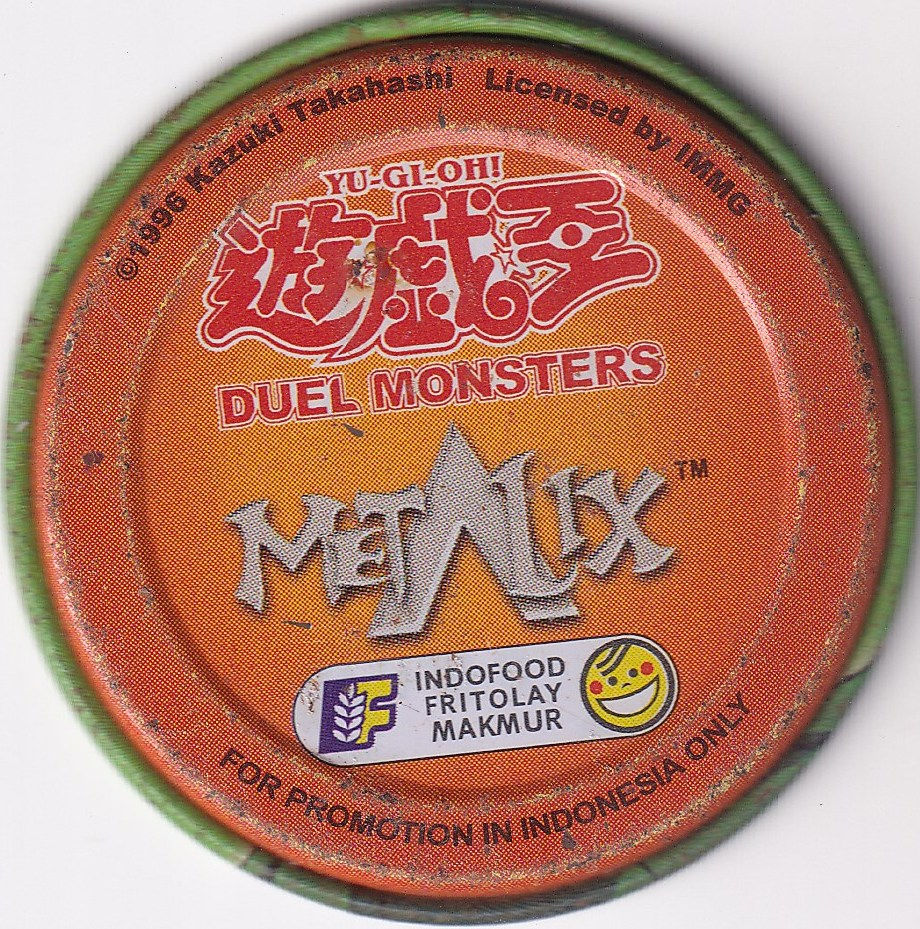 ©1996 Kazuki Takahashi Licensed by IMMG
YU-GI-OH!
遊戯王
DUEL MONSTERS
METALIX™
INDOFOOD
FRITOLAY
MAKMUR
FOR PROMOTION IN INDONESIA ONLY